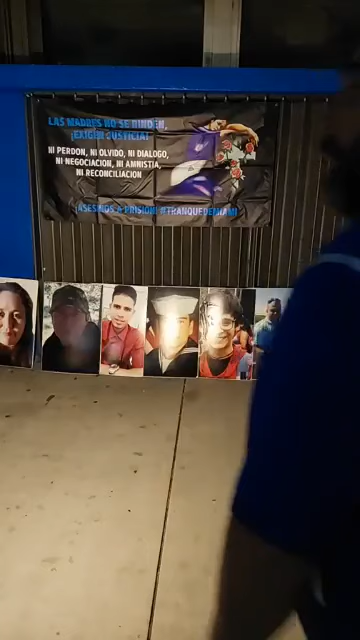 LAS MADRES NO SE RINDEN,
¡EXIGEN JUSTICIA!
NI PERDON, NI OLVIDO, NI DIALOGO,
NI NEGOCIACION, NI AMNISTIA,
NI RECONCILIACION
¡ASESINOS A PRISION! #TRANQUEDEMIAMI